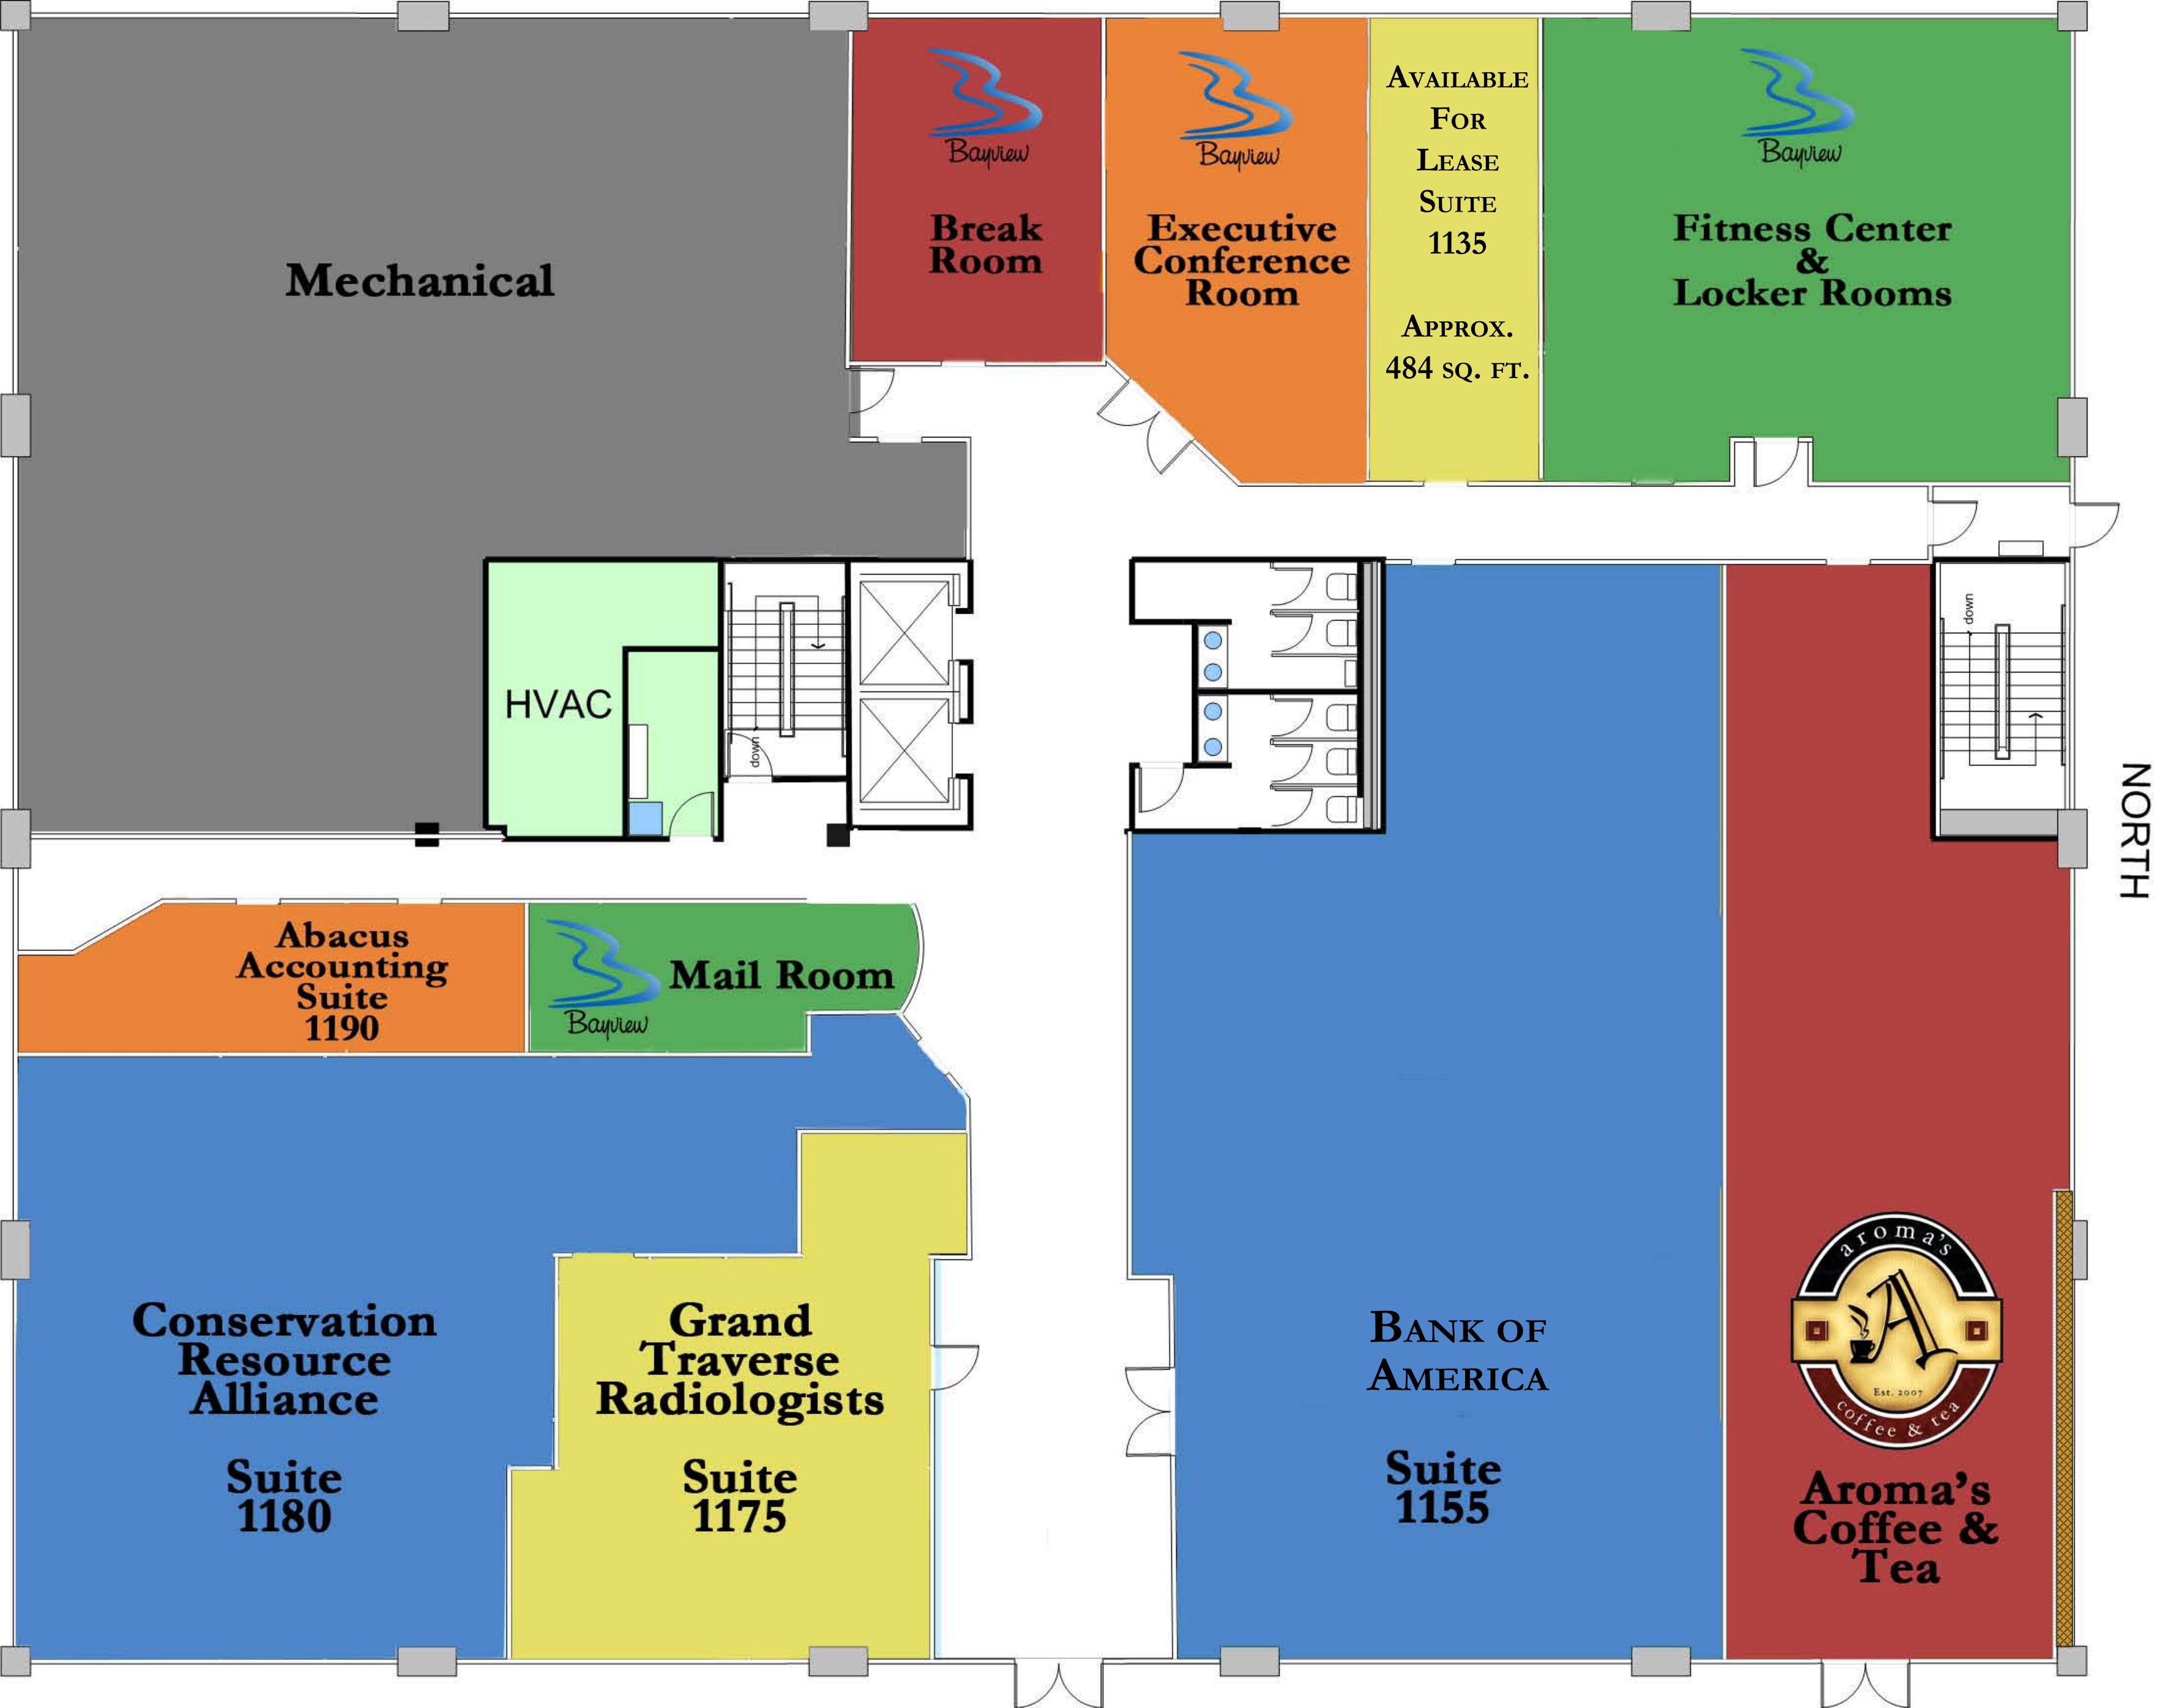 Bayview
Break
Room
Bayview
Executive
Conference
Room
Available
For
Lease
Suite
1135
Approx.
484 sq. ft.
Bayview
Fitness Center
&
Locker Rooms
Mechanical
HVAC
down
down
NORTH
Abacus
Accounting
Suite
1190
Bayview
Mail Room
Conservation
Resource
Alliance
Suite
1180
Grand
Traverse
Radiologists
Suite
1175
Bank of
America
Suite
1155
aroma's
A
Est. 2007
coffee & tea
Aroma's
Coffee &
Tea